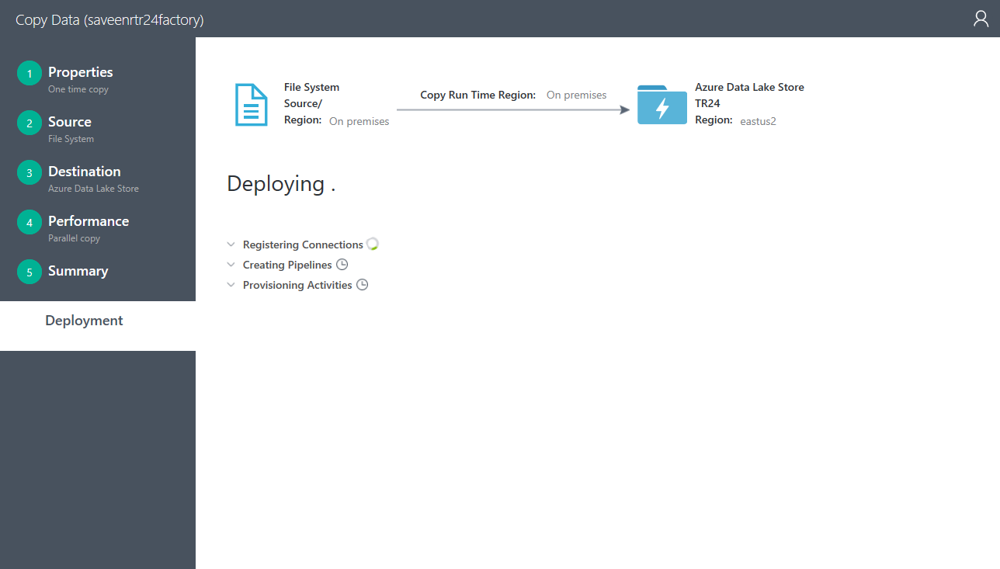 Copy Data (saveenrtr24factory)
1 Properties
One time copy
2 Source
File System
3 Destination
Azure Data Lake Store
4 Performance
Parallel copy
5 Summary
Deployment
File System
Source/
Region: On premises
Copy Run Time Region: On premises
Azure Data Lake Store
TR24
Region: eastus2
Deploying .
Registering Connections
Creating Pipelines
Provisioning Activities